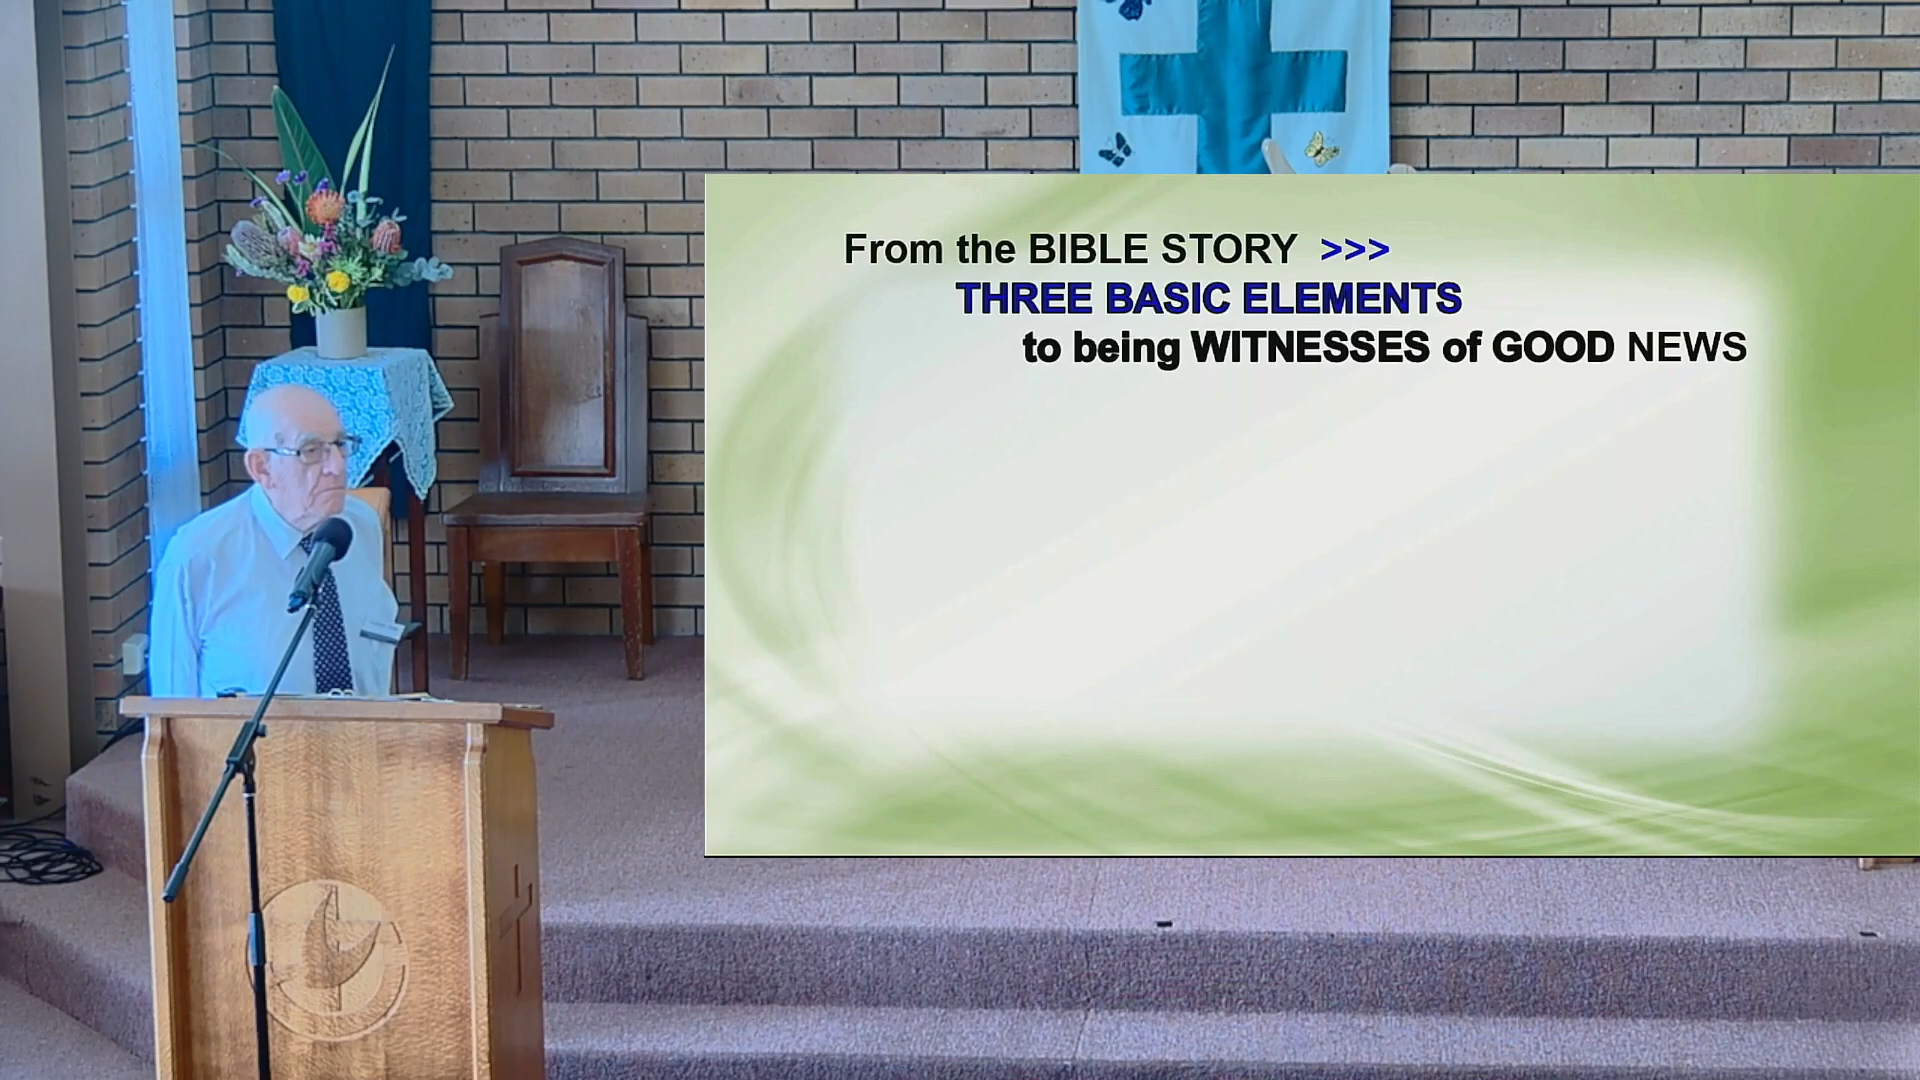 From the BIBLE STORY >>>
THREE BASIC ELEMENTS
to being WITNESSES of GOOD NEWS